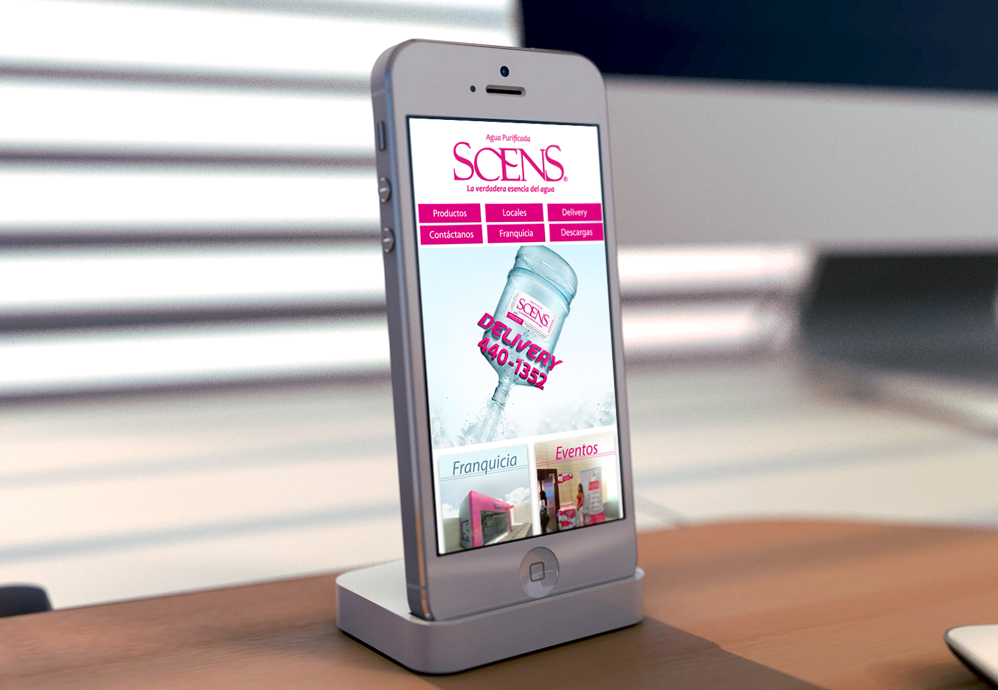 Agua Purificada
SCENS®
La verdadera esencia del agua
Productos Locales Delivery
Contáctanos Franquicia Descargas
SCENS
DELIVERY
440-1352
Franquicia Eventos